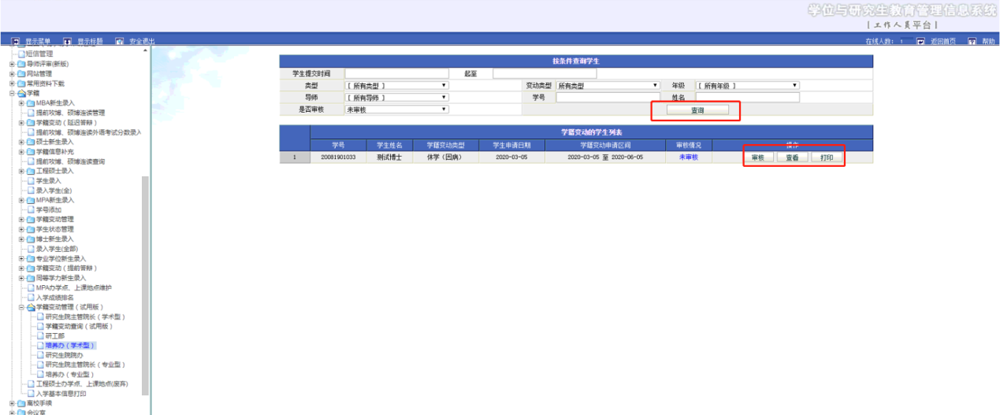 学位与研究生教育管理信息系统
| 工作人员平台 |
显示菜单 显示标题 安全退出
在线人数: 1 返回首页 帮助
短信管理
导师评审(新版)
网站管理
常用资料下载
学籍
MBA新生录入
提前攻博、硕博连读管理
学籍变动(延迟答辩)
提前攻博、硕博连读外语考试分数录入
硕士新生录入
学籍信息补充
提前攻博、硕博连读查询
工程硕士录入
学生录入
录入学生(全)
MPA新生录入
学号添加
学籍变动管理
学生状态管理
博士新生录入
录入学生(全部)
专业学位新生录入
学籍变动(提前答辩)
同等学力新生录入
MPA办学点、上课地点维护
入学成绩排名
学籍变动管理(试用版)
研究生院主管院长(学术型)
学籍变动查询(试用版)
研工部
培养办(学术型)
研究生院院办
研究生院主管院长(专业型)
培养办(专业型)
工程硕士办学点、上课地点(废弃)
入学基本信息打印
离校手续
会议室
按条件查询学生
学生提交时间 起至
类型 [ 所有类型 ] 变动类型 所有类型 年级 [ 所有年级 ]
导师 [ 所有导师 ] 学号 姓名
是否审核 未审核 查询
学籍变动的学生列表
学号 学生姓名 学籍变动类型 学生申请日期 学籍变动申请区间 审核情况 操作
1 20081901033 测试博士 休学(因病) 2020-03-05 2020-03-05 至 2020-06-05 未审核 审核 查看 打印